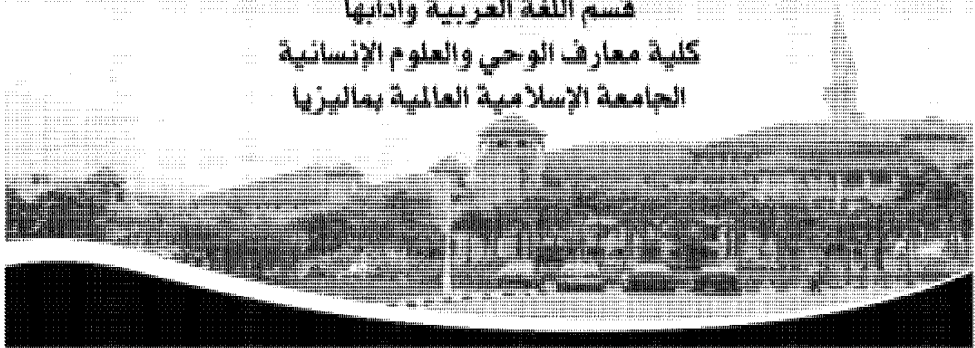 قسم اللغة العربية وآدابها
كلية معارف الوحي والعلوم الإنسانية
الجامعة الإسلامية العالمية بماليزيا